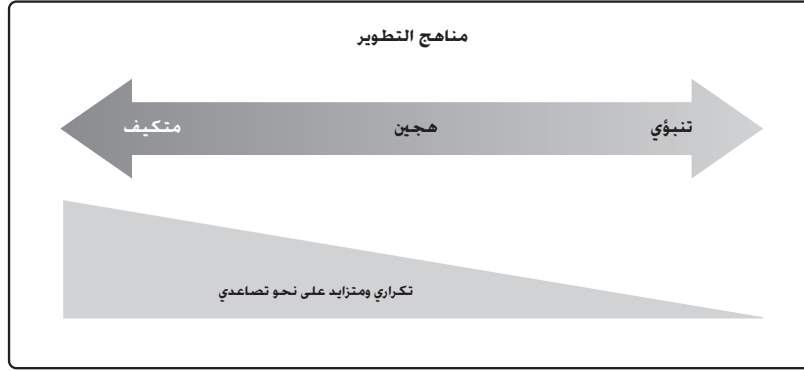 مناهج التطوير
تنبؤي هجين متكيف
تكراري ومتزايد على نحو تصاعدي